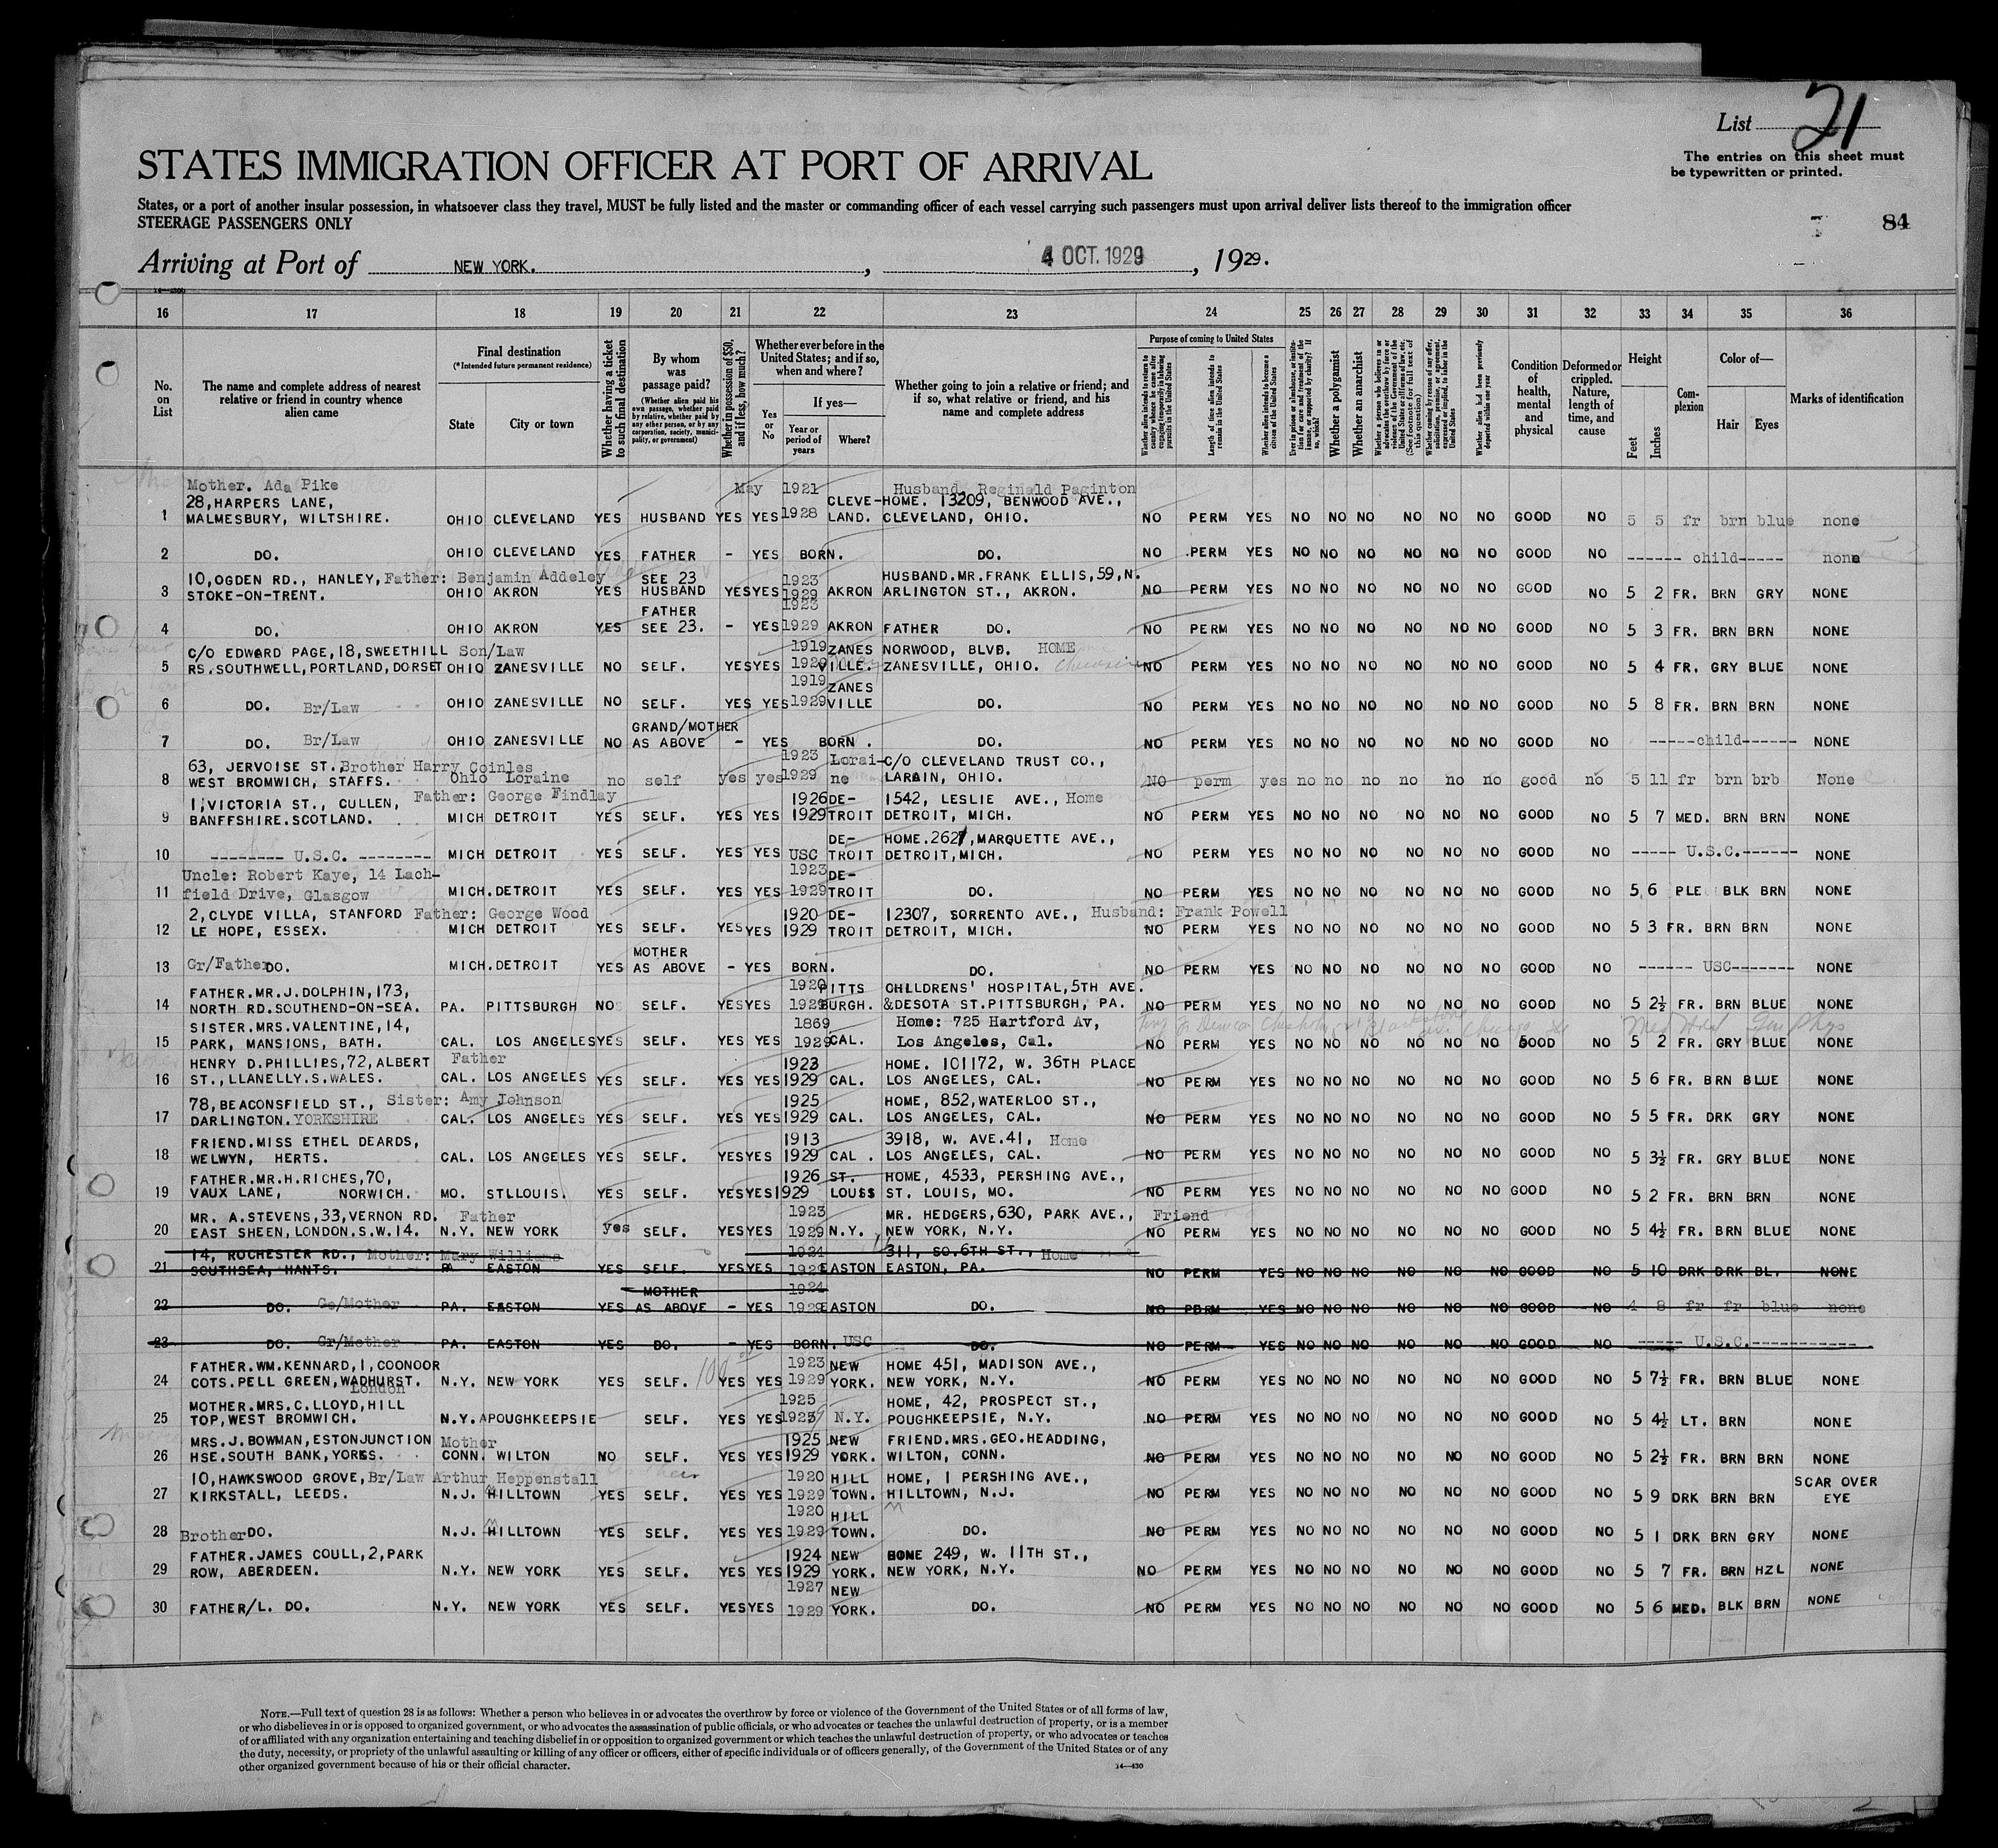 List 21
The entries on this sheet must
be typewritten or printed.
STATES IMMIGRATION OFFICER AT PORT OF ARRIVAL
States, or a port of another insular possession, in whatsoever class they travel, MUST be fully listed and the master or commanding officer of each vessel carrying such passengers must upon arrival deliver lists thereof to the immigration officer
STEERAGE PASSENGERS ONLY
84
Arriving at Port of NEW YORK. , 4 OCT. 1929 , 1929.
16 17 18 19 20 21 22 23 24 25 26 27 28 29 30 31 32 33 34 35 36
No. on List
The name and complete address of nearest relative or friend in country whence alien came
Final destination
(*Intended future permanent residence)
State
City or town
Whether having a ticket to such final destination
By whom was passage paid?
(Whether alien paid his own passage, whether paid by relative, whether paid by any other person, or by any corporation, society, municipality, or government)
Whether in possession of $50, and if less, how much?
Whether ever before in the United States; and if so, when and where?
Yes or No
If yes—
Year or period of years
Where?
Whether going to join a relative or friend; and if so, what relative or friend, and his name and complete address
Purpose of coming to United States
Length of time alien intends to remain in the United States
Whether alien intends to become a citizen of the United States
Whether a polygamist
Whether an anarchist
Condition of health, mental and physical
Deformed or crippled. Nature, length of time, and cause
Height
Feet
Inches
Complexion
Color of—
Hair
Eyes
Marks of identification
Mother. Ada Pike May 1921 Husband Reginald Paginton
28, HARPERS LANE, CLEVE- HOME. 13209, BENWOOD AVE.,
1 MALMESBURY, WILTSHIRE. OHIO CLEVELAND YES HUSBAND YES YES 1928 LAND. CLEVELAND, OHIO. NO PERM YES NO NO NO NO NO NO GOOD NO 5 5 fr brn blue none
2 DO. OHIO CLEVELAND YES FATHER - YES BORN. DO. NO .PERM YES NO NO NO NO NO NO GOOD NO ------ child----- none
10, OGDEN RD., HANLEY, Father: Benjamin Addeley SEE 23 1923 HUSBAND. MR. FRANK ELLIS, 59, N.
3 STOKE-ON-TRENT. OHIO AKRON YES HUSBAND YES YES 1929 AKRON ARLINGTON ST., AKRON. NO PERM YES NO NO NO NO NO NO GOOD NO 5 2 FR. BRN GRY NONE
FATHER 1923
4 DO. OHIO AKRON YES SEE 23. - YES 1929 AKRON FATHER DO. NO PERM YES NO NO NO NO NO NO GOOD NO 5 3 FR. BRN BRN NONE
C/O EDWARD PAGE, 18, SWEETHILL Son/Law 1919 ZANES NORWOOD, BLVD. HOME
5 RS. SOUTHWELL, PORTLAND, DORSET OHIO ZANESVILLE NO SELF. YES YES 1929 VILLE. ZANESVILLE, OHIO. NO PERM YES NO NO NO NO NO NO GOOD NO 5 4 FR. GRY BLUE NONE
1919 ZANES
6 DO. Br/Law OHIO ZANESVILLE NO SELF. YES YES 1929 VILLE DO. NO PERM YES NO NO NO NO NO NO GOOD NO 5 8 FR. BRN BRN NONE
GRAND/MOTHER
7 DO. Br/Law OHIO ZANESVILLE NO AS ABOVE - YES BORN . DO. NO PERM YES NO NO NO NO NO NO GOOD NO -----child------ NONE
63, JERVOISE ST., Brother Harry Coinles 1923 Lorai- C/O CLEVELAND TRUST CO.,
8 WEST BROMWICH, STAFFS. Ohio Loraine no self yes yes 1929 ne LARAIN, OHIO. NO perm yes no no no no no no good no 5 11 fr brn brb None
1, VICTORIA ST., CULLEN, Father: George Findlay 1926 DE- 1542, LESLIE AVE., Home
9 BANFFSHIRE. SCOTLAND. MICH DETROIT YES SELF. YES YES 1929 TROIT DETROIT, MICH. NO PERM YES NO NO NO NO NO NO GOOD NO 5 7 MED. BRN BRN NONE
DE- HOME. 2621, MARQUETTE AVE.,
10 -------- U.S.C. -------- MICH DETROIT YES SELF. YES YES USC TROIT DETROIT, MICH. NO PERM YES NO NO NO NO NO NO GOOD NO ----- U.S.C.------ NONE
Uncle: Robert Kaye, 14 Lach- 1923 DE-
11 field Drive, Glasgow MICH. DETROIT YES SELF. YES YES 1929 TROIT DO. NO PERM YES NO NO NO NO NO NO GOOD NO 5 6 PLE BLK BRN NONE
2, CLYDE VILLA, STANFORD Father: George Wood 1920 DE- 12307, SORRENTO AVE., Husband: Frank Powell
12 LE HOPE, ESSEX. MICH DETROIT YES SELF. YES YES 1929 TROIT DETROIT, MICH. NO PERM YES NO NO NO NO NO NO GOOD NO 5 3 FR. BRN BRN NONE
MOTHER
13 Gr/Father DO. MICH. DETROIT YES AS ABOVE - YES BORN. DO. NO PERM YES NO NO NO NO NO NO GOOD NO ------ USC------- NONE
FATHER. MR. J. DOLPHIN, 173, 1920 PITTS CHLLDRENS' HOSPITAL, 5TH AVE.
14 NORTH RD. SOUTHEND-ON-SEA. PA. PITTSBURGH NO SELF. YES YES 1929 BURGH. &DESOTA ST. PITTSBURGH, PA. NO PERM YES NO NO NO NO NO NO GOOD NO 5 2½ FR. BRN BLUE NONE
SISTER. MRS. VALENTINE, 14, 1869 Home: 725 Hartford Av,
15 PARK, MANSIONS, BATH. CAL. LOS ANGELES YES SELF. YES YES 1929 CAL. Los Angeles, Cal. NO PERM YES NO NO NO NO NO NO GOOD NO 5 2 FR. GRY BLUE NONE
HENRY D. PHILLIPS, 72, ALBERT Father 1923 HOME. 101172, W. 36TH PLACE
16 ST., LLANELLY. S. WALES. CAL. LOS ANGELES YES SELF. YES YES 1929 CAL. LOS ANGELES, CAL. NO PERM YES NO NO NO NO NO NO GOOD NO 5 6 FR. BRN BLUE NONE
78, BEACONSFIELD ST., Sister: Amy Johnson 1925 HOME, 852, WATERLOO ST.,
17 DARLINGTON. YORKSHIRE CAL. LOS ANGELES YES SELF. YES YES 1929 CAL. LOS ANGELES, CAL. NO PERM YES NO NO NO NO NO NO GOOD NO 5 5 FR. DRK GRY NONE
FRIEND. MISS ETHEL DEARDS, 1913 3918, W. AVE. 41, Home
18 WELWYN, HERTS. CAL. LOS ANGELES YES SELF. YES YES 1929 CAL . LOS ANGELES, CAL. NO PERM YES NO NO NO NO NO NO GOOD NO 5 3½ FR. GRY BLUE NONE
FATHER. MR. H. RICHES, 70, 1926 ST. HOME, 4533, PERSHING AVE.,
19 VAUX LANE, NORWICH. MO. ST.LOUIS. YES SELF. YES YES 1929 LOUSS ST. LOUIS, MO. NO PERM YES NO NO NO NO NO NO GOOD NO 5 2 FR. BRN BRN NONE
MR. A. STEVENS, 33, VERNON RD. Father 1923 MR. HEDGERS, 630, PARK AVE., Friend
20 EAST SHEEN, LONDON. S.W.14. N.Y. NEW YORK yes SELF. YES YES 1929 N.Y. NEW YORK, N.Y. NO PERM YES NO NO NO NO NO NO GOOD NO 5 4½ FR. BRN BLUE NONE
14, ROCHESTER RD., Mother: Mary Williams 1924 311, SO. 6TH ST., Home
21 SOUTHSEA, HANTS. PA EASTON YES SELF. YES YES 1929 EASTON EASTON, PA. NO PERM YES NO NO NO NO NO NO GOOD NO 5 10 DRK DRK BL. NONE
MOTHER 1924
22 DO. Ge/Mother PA. EASTON YES AS ABOVE - YES 1929 EASTON DO. NO PERM YES NO NO NO NO NO NO GOOD NO 4 8 fr fr blue none
23 DO. Gr/Mother PA. EASTON YES DO. - YES BORN. USC DO. NO PERM YES NO NO NO NO NO NO GOOD NO ----- U.S.C.-----------
FATHER. WM. KENNARD, 1, COONOOR 1923 NEW HOME 451, MADISON AVE.,
24 COTS. PELL GREEN, WADHURST. N.Y. NEW YORK YES SELF. 100 YES YES 1929 YORK. NEW YORK, N.Y. NO PERM YES NO NO NO NO NO NO GOOD NO 5 7½ FR. BRN BLUE NONE
London
MOTHER. MRS. C. LLOYD, HILL 1925 HOME, 42, PROSPECT ST.,
25 TOP, WEST BROMWICH. N.Y. APOUGHKEEPSIE SELF. YES YES N.Y. POUGHKEEPSIE, N.Y. NO PERM YES NO NO NO NO NO NO GOOD NO 5 4½ LT. BRN NONE
MRS. J. BOWMAN, ESTONJUNCTION Mother 1925 NEW FRIEND. MRS. GEO. HEADDING,
26 HSE. SOUTH BANK, YORKS. CONN. WILTON NO SELF. YES YES 1929 YORK. WILTON, CONN. NO PERM YES NO NO NO NO NO NO GOOD NO 5 2½ FR. BRN BRN NONE
10, HAWKSWOOD GROVE, Br/Law Arthur Heppenstall 1920 HILL HOME, 1 PERSHING AVE., SCAR OVER
27 KIRKSTALL, LEEDS. N.J. HILLTOWN YES SELF. YES YES 1929 TOWN. HILLTOWN, N.J. NO PERM YES NO NO NO NO NO NO GOOD NO 5 9 DRK BRN BRN EYE
1920 HILL
28 Brother DO. N.J. HILLTOWN YES SELF. YES YES 1929 TOWN. DO. NO PERM YES NO NO NO NO NO NO GOOD NO 5 1 DRK BRN GRY NONE
FATHER. JAMES COULL, 2, PARK 1924 NEW HOME 249, W. 11TH ST.,
29 ROW, ABERDEEN. N.Y. NEW YORK YES SELF. YES YES 1929 YORK. NEW YORK, N.Y. NO PERM YES NO NO NO NO NO NO GOOD NO 5 7 FR. BRN HZL NONE
1927 NEW
30 FATHER/L. DO. N.Y. NEW YORK YES SELF. YES YES 1929 YORK. DO. NO PERM YES NO NO NO NO NO NO GOOD NO 5 6 MED. BLK BRN NONE
NOTE.—Full text of question 28 is as follows: Whether a person who believes in or advocates the overthrow by force or violence of the Government of the United States or of all forms of law,
or who disbelieves in or is opposed to organized government, or who advocates the assassination of public officials, or who advocates or teaches the unlawful destruction of property, or is a member
of or affiliated with any organization entertaining and teaching disbelief in or opposition to organized government or which teaches the unlawful destruction of property, or who advocates or teaches
the duty, necessity, or propriety of the unlawful assaulting or killing of any officer or officers, either of specific individuals or of officers generally, of the Government of the United States or of any
other organized government because of his or their official character.
14—430